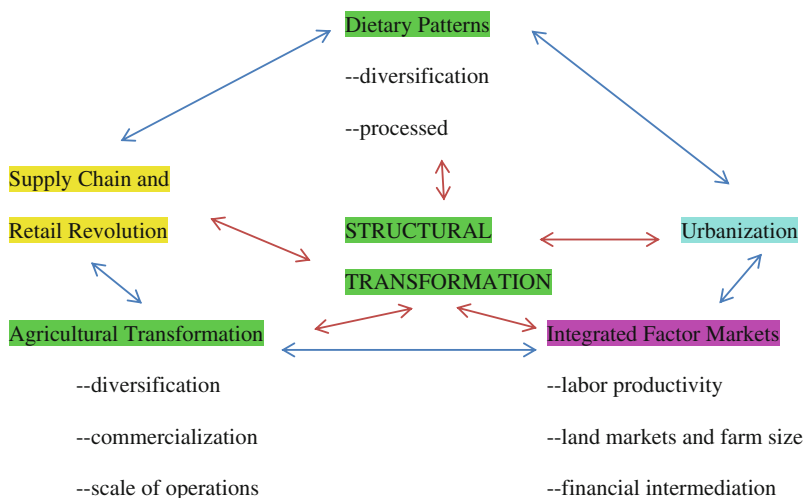 Dietary Patterns
--diversification
--processed
Supply Chain and
Retail Revolution
STRUCTURAL
TRANSFORMATION
Urbanization
Agricultural Transformation
--diversification
--commercialization
--scale of operations
Integrated Factor Markets
--labor productivity
--land markets and farm size
--financial intermediation